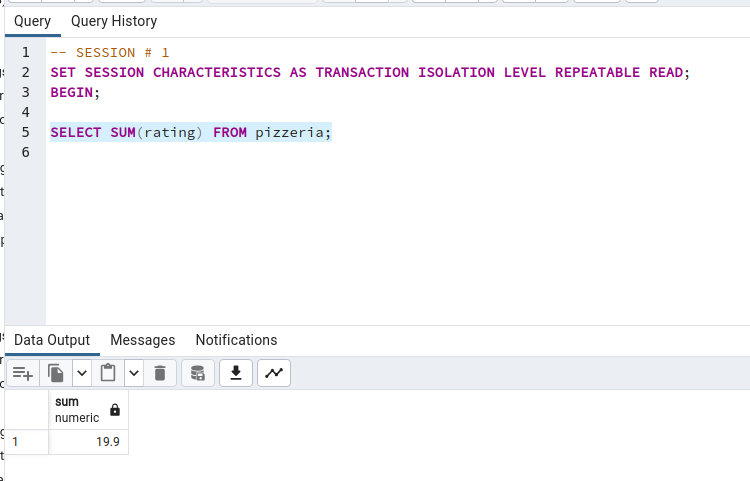 Query Query History
1 -- SESSION # 1
2 SET SESSION CHARACTERISTICS AS TRANSACTION ISOLATION LEVEL REPEATABLE READ;
3 BEGIN;
4
5 SELECT SUM(rating) FROM pizzeria;
6
Data Output Messages Notifications
sum
numeric
1 19.9